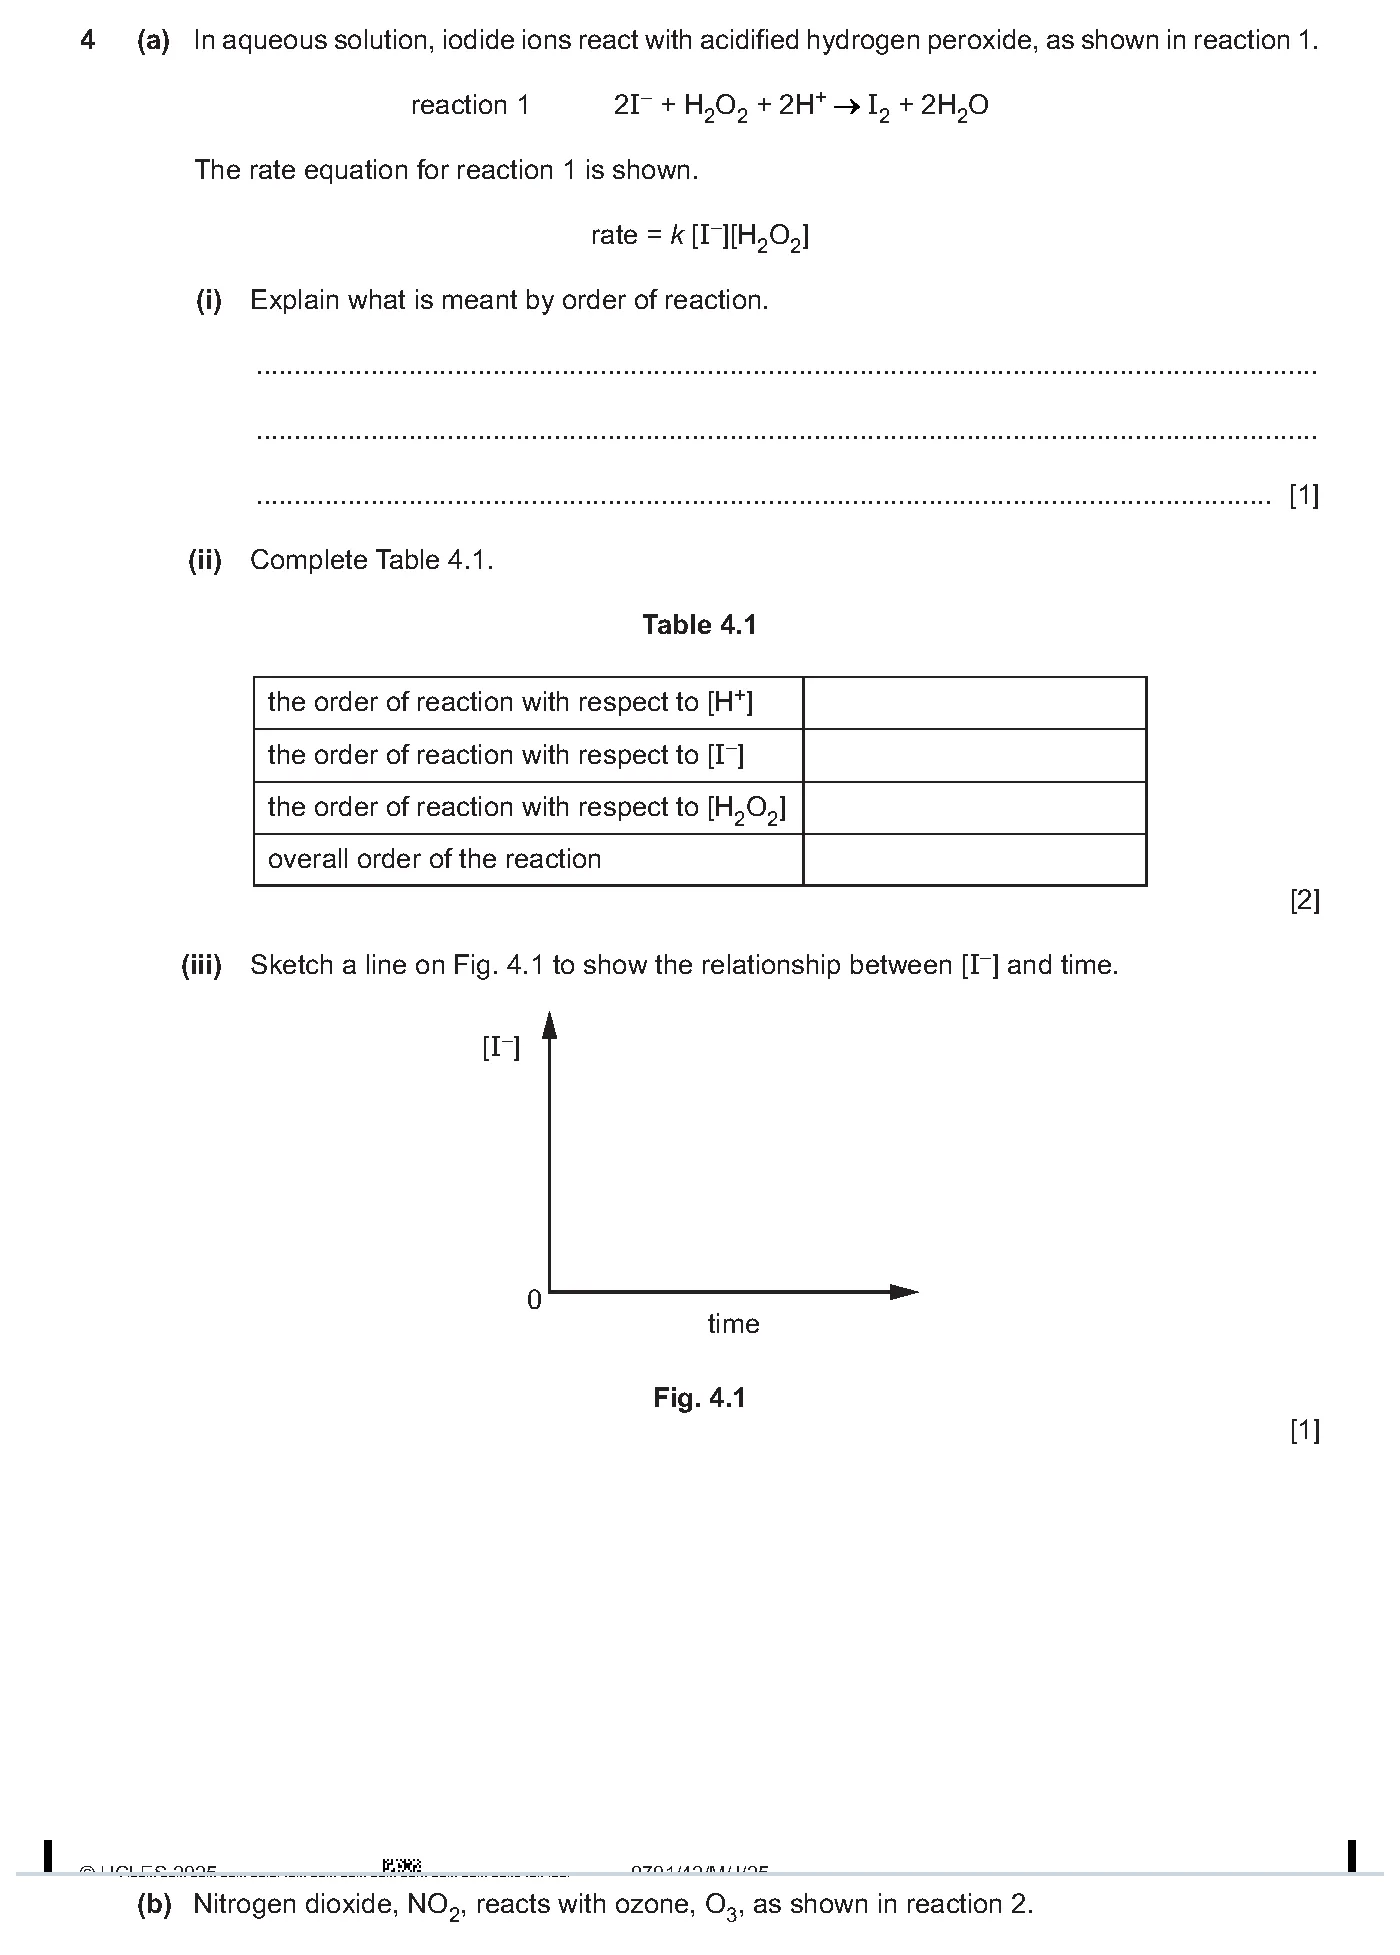 4 (a) In aqueous solution, iodide ions react with acidified hydrogen peroxide, as shown in reaction 1.
reaction 1 2I⁻ + H₂O₂ + 2H⁺ → I₂ + 2H₂O
The rate equation for reaction 1 is shown.
rate = k [I⁻][H₂O₂]
(i) Explain what is meant by order of reaction.
..........................................................................................................................................
..........................................................................................................................................
.................................................................................................................................... [1]
(ii) Complete Table 4.1.
Table 4.1
the order of reaction with respect to [H⁺]
the order of reaction with respect to [I⁻]
the order of reaction with respect to [H₂O₂]
overall order of the reaction
[2]
(iii) Sketch a line on Fig. 4.1 to show the relationship between [I⁻] and time.
[I⁻]
0
time
Fig. 4.1
[1]
© UCLES 2025 9701/42/M/J/25
(b) Nitrogen dioxide, NO₂, reacts with ozone, O₃, as shown in reaction 2.